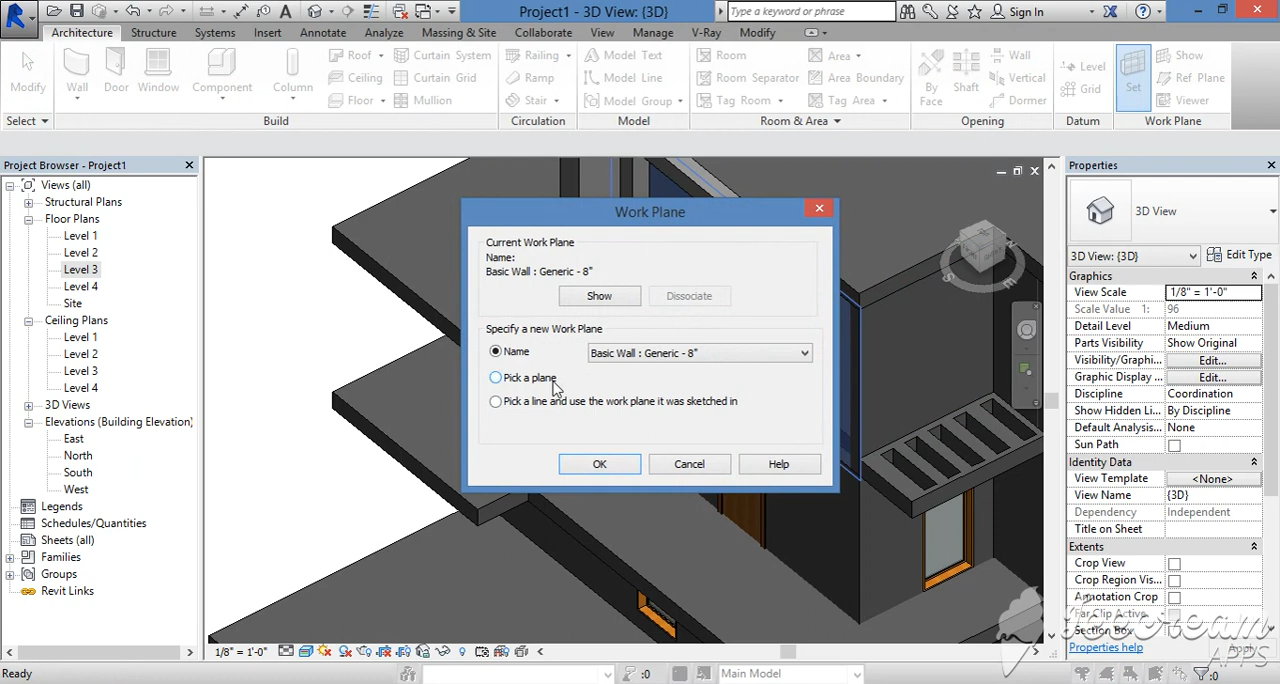 Project1 - 3D View: {3D}
Type a keyword or phrase
Sign In
Architecture Structure Systems Insert Annotate Analyze Massing & Site Collaborate View Manage V-Ray Modify
Modify
Wall Door Window Component Column
Roof Curtain System
Ceiling Curtain Grid
Floor Mullion
Railing
Ramp
Stair
Model Text
Model Line
Model Group
Room
Room Separator
Tag Room
Area
Area Boundary
Tag Area
By Face
Shaft
Wall
Vertical
Dormer
Level
Grid
Set
Show
Ref Plane
Viewer
Select Build Circulation Model Room & Area Opening Datum Work Plane
Project Browser - Project1
Views (all)
Structural Plans
Floor Plans
Level 1
Level 2
Level 3
Level 4
Site
Ceiling Plans
Level 1
Level 2
Level 3
Level 4
3D Views
Elevations (Building Elevation)
East
North
South
West
Legends
Schedules/Quantities
Sheets (all)
Families
Groups
Revit Links
Work Plane
Current Work Plane
Name:
Basic Wall : Generic - 8"
Show Dissociate
Specify a new Work Plane
Name Basic Wall : Generic - 8"
Pick a plane
Pick a line and use the work plane it was sketched in
OK Cancel Help
Properties
3D View
3D View: {3D} Edit Type
Graphics
View Scale 1/8" = 1'-0"
Scale Value 1: 96
Detail Level Medium
Parts Visibility Show Original
Visibility/Graphi... Edit...
Graphic Display ... Edit...
Discipline Coordination
Show Hidden Li... By Discipline
Default Analysis... None
Sun Path
Identity Data
View Template <None>
View Name {3D}
Dependency Independent
Title on Sheet
Extents
Crop View
Crop Region Vis...
Annotation Crop
Far Clip Active
Section Box
Properties help Apply
icecream
APPS
1/8" = 1'-0"
Ready
:0
Main Model
:0